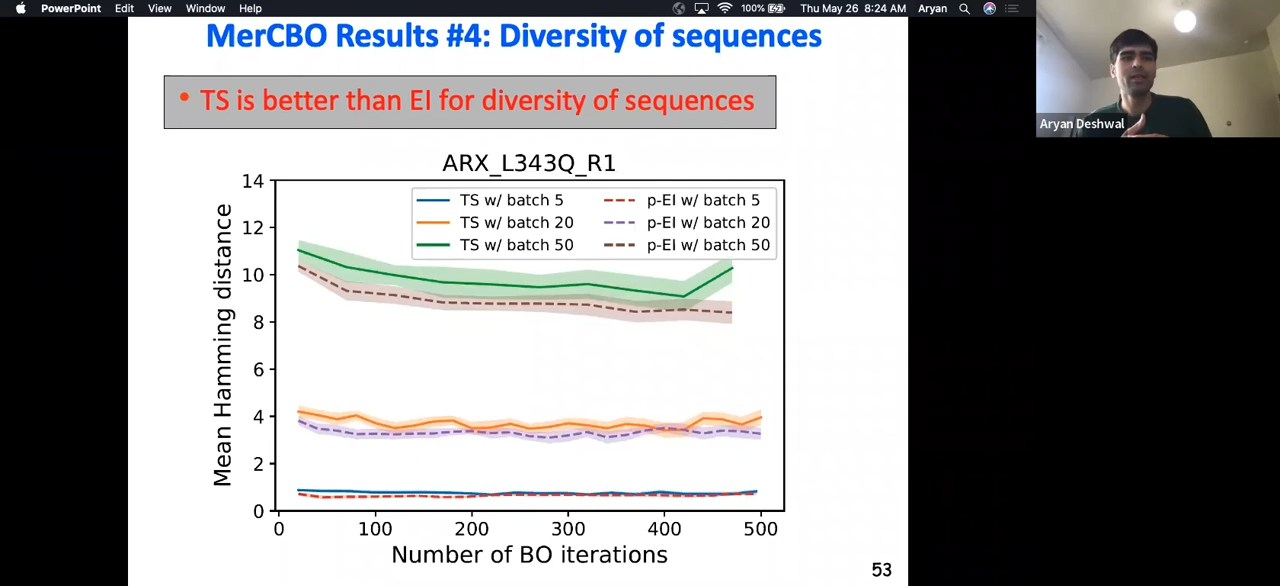 PowerPoint Edit View Window Help 100% Thu May 26 8:24 AM Aryan
MerCBO Results #4: Diversity of sequences
• TS is better than EI for diversity of sequences
ARX_L343Q_R1
TS w/ batch 5
TS w/ batch 20
TS w/ batch 50
p-EI w/ batch 5
p-EI w/ batch 20
p-EI w/ batch 50
Mean Hamming distance
14
12
10
8
6
4
2
0
0 100 200 300 400 500
Number of BO iterations
53
Aryan Deshwal